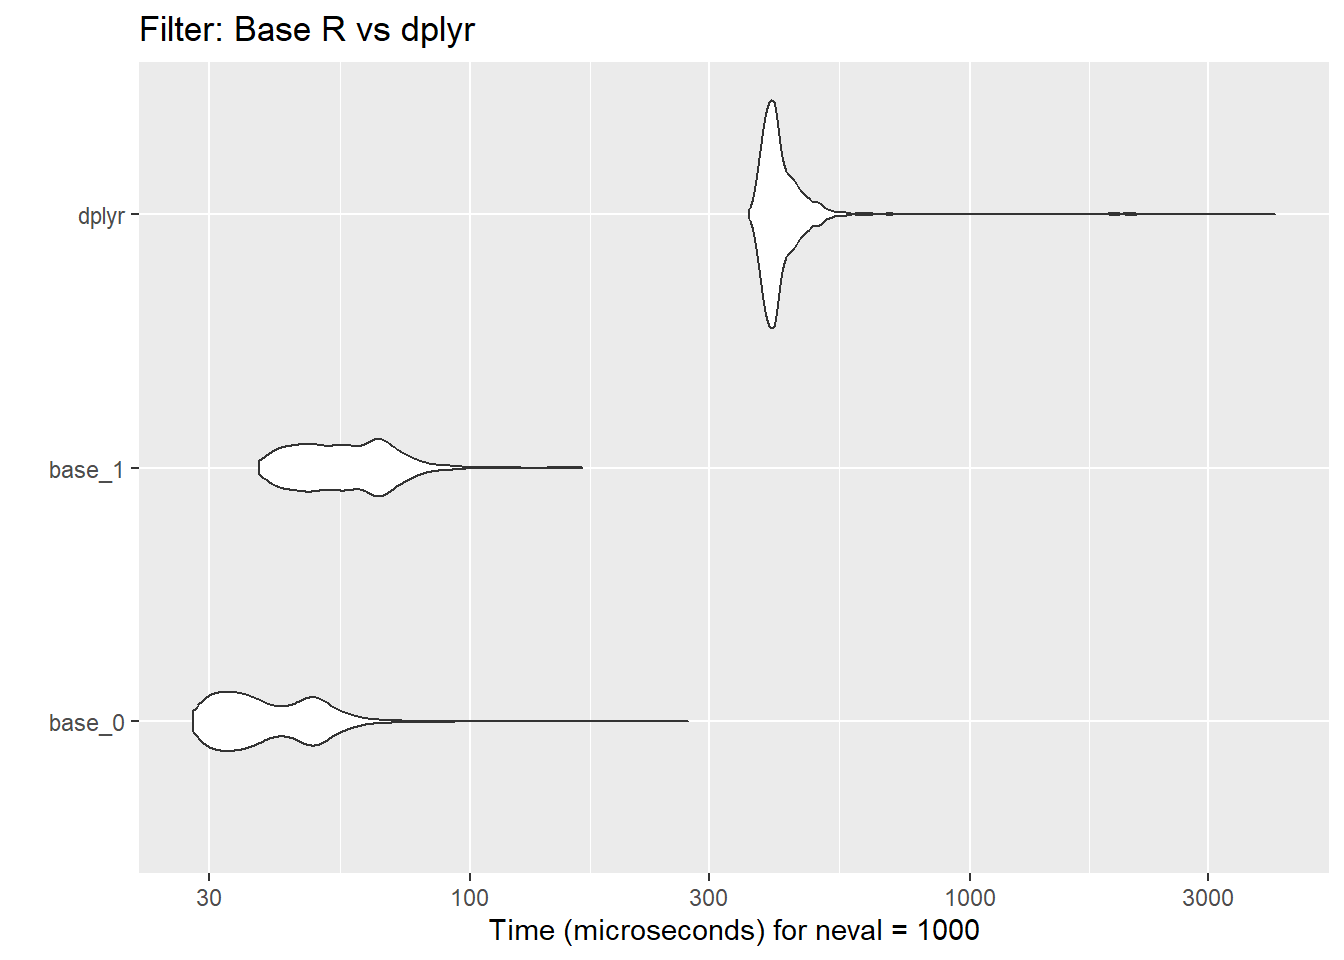 Filter: Base R vs dplyr
dplyr
base_1
base_0
30 100 300 1000 3000
Time (microseconds) for neval = 1000